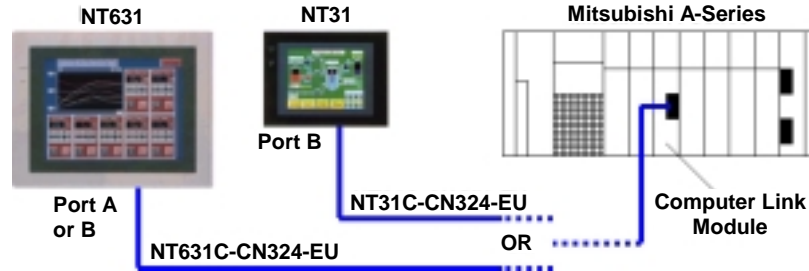 NT631
NT31
Mitsubishi A-Series
Port B
Port A
or B
NT31C-CN324-EU
Computer Link
Module
OR
NT631C-CN324-EU